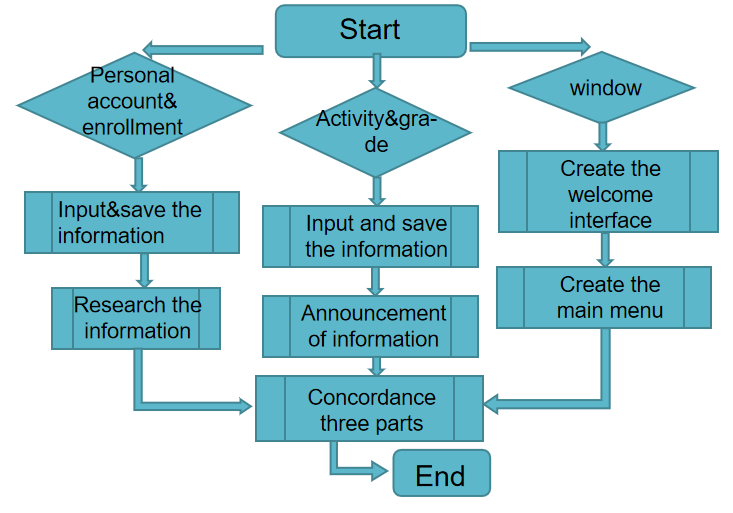 Start
Personal
account&
enrollment
Activity&gra-
de
window
Input&save the
information
Input and save
the information
Create the
welcome
interface
Research the
information
Announcement
of information
Create the
main menu
Concordance
three parts
End